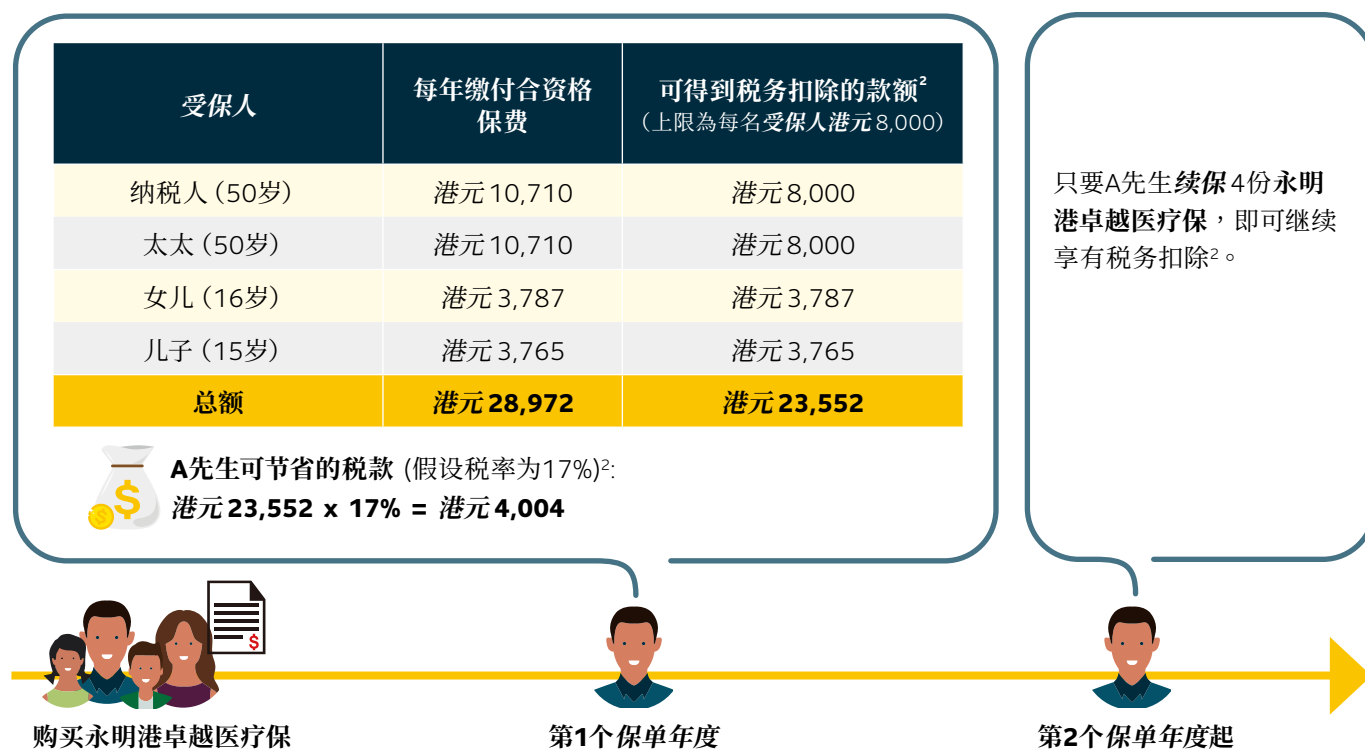 受保人
每年缴付合资格
保费
可得到税务扣除的款额²
（上限為每名受保人港元8,000）
纳税人（50岁） 港元10,710 港元8,000
太太（50岁） 港元10,710 港元8,000
女儿（16岁） 港元3,787 港元3,787
儿子（15岁） 港元3,765 港元3,765
总额 港元28,972 港元23,552
$
$
A先生可节省的税款 (假设税率为17%)²:
港元23,552 x 17% = 港元4,004
只要A先生续保4份永明
港卓越医疗保，即可继续
享有税务扣除²。
$
购买永明港卓越医疗保
第1个保单年度
第2个保单年度起